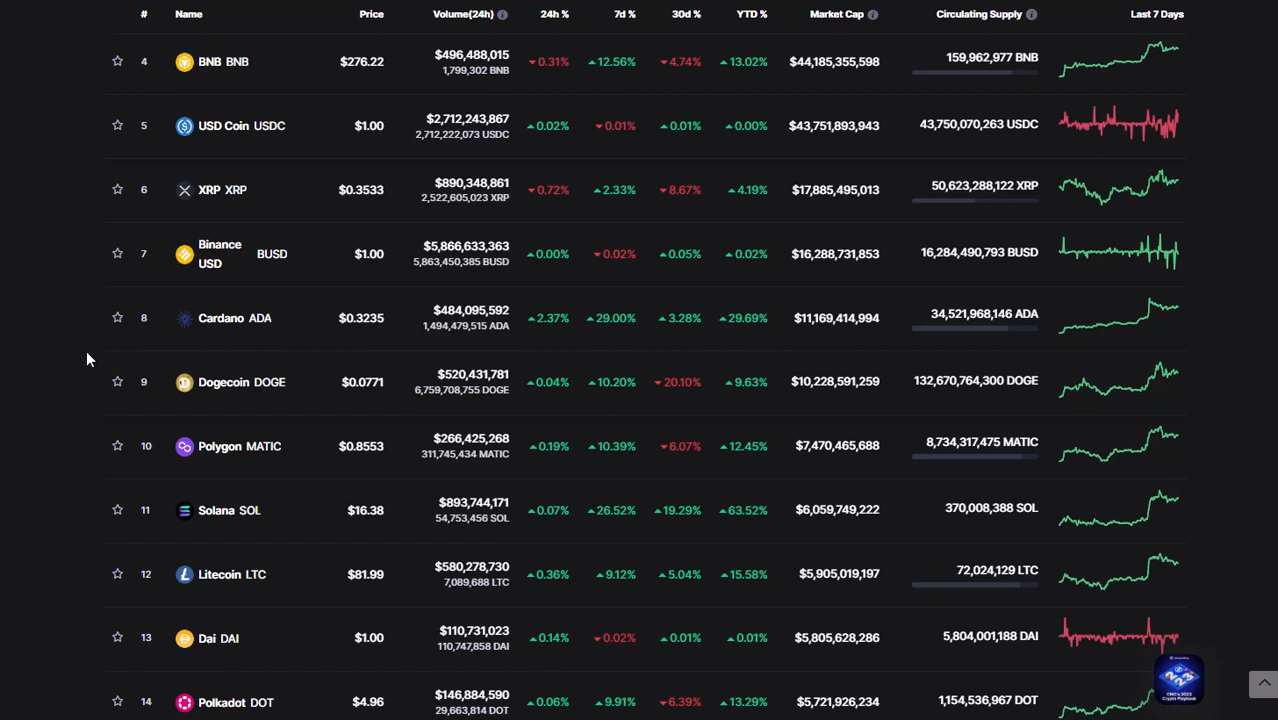 # Name Price Volume(24h) 24h % 7d % 30d % YTD % Market Cap Circulating Supply Last 7 Days
4 BNB BNB $276.22 $496,488,015 0.31% 12.56% 4.74% 13.02% $44,185,355,598 159,962,977 BNB
1,799,302 BNB
5 USD Coin USDC $1.00 $2,712,243,867 0.02% 0.01% 0.01% 0.00% $43,751,893,943 43,750,070,263 USDC
2,712,222,073 USDC
6 XRP XRP $0.3533 $890,348,861 0.72% 2.33% 8.67% 4.19% $17,885,495,013 50,623,288,122 XRP
2,522,605,023 XRP
7 Binance USD BUSD $1.00 $5,866,633,363 0.00% 0.02% 0.05% 0.02% $16,288,731,853 16,284,490,793 BUSD
5,863,450,385 BUSD
8 Cardano ADA $0.3235 $484,095,592 2.37% 29.00% 3.28% 29.69% $11,169,414,994 34,521,968,146 ADA
1,494,479,515 ADA
9 Dogecoin DOGE $0.0771 $520,431,781 0.04% 10.20% 20.10% 9.63% $10,228,591,259 132,670,764,300 DOGE
6,759,708,755 DOGE
10 Polygon MATIC $0.8553 $266,425,268 0.19% 10.39% 6.07% 12.45% $7,470,465,688 8,734,317,475 MATIC
311,745,434 MATIC
11 Solana SOL $16.38 $893,744,171 0.07% 26.52% 19.29% 63.52% $6,059,749,222 370,008,388 SOL
54,753,456 SOL
12 Litecoin LTC $81.99 $580,278,730 0.36% 9.12% 5.04% 15.58% $5,905,019,197 72,024,129 LTC
7,089,688 LTC
13 Dai DAI $1.00 $110,731,023 0.14% 0.02% 0.01% 0.01% $5,805,628,286 5,804,001,188 DAI
110,747,858 DAI
14 Polkadot DOT $4.96 $146,884,590 0.06% 9.91% 6.39% 13.29% $5,721,926,234 1,154,536,967 DOT
29,663,814 DOT
CMC's 2023
Crypto Playbook